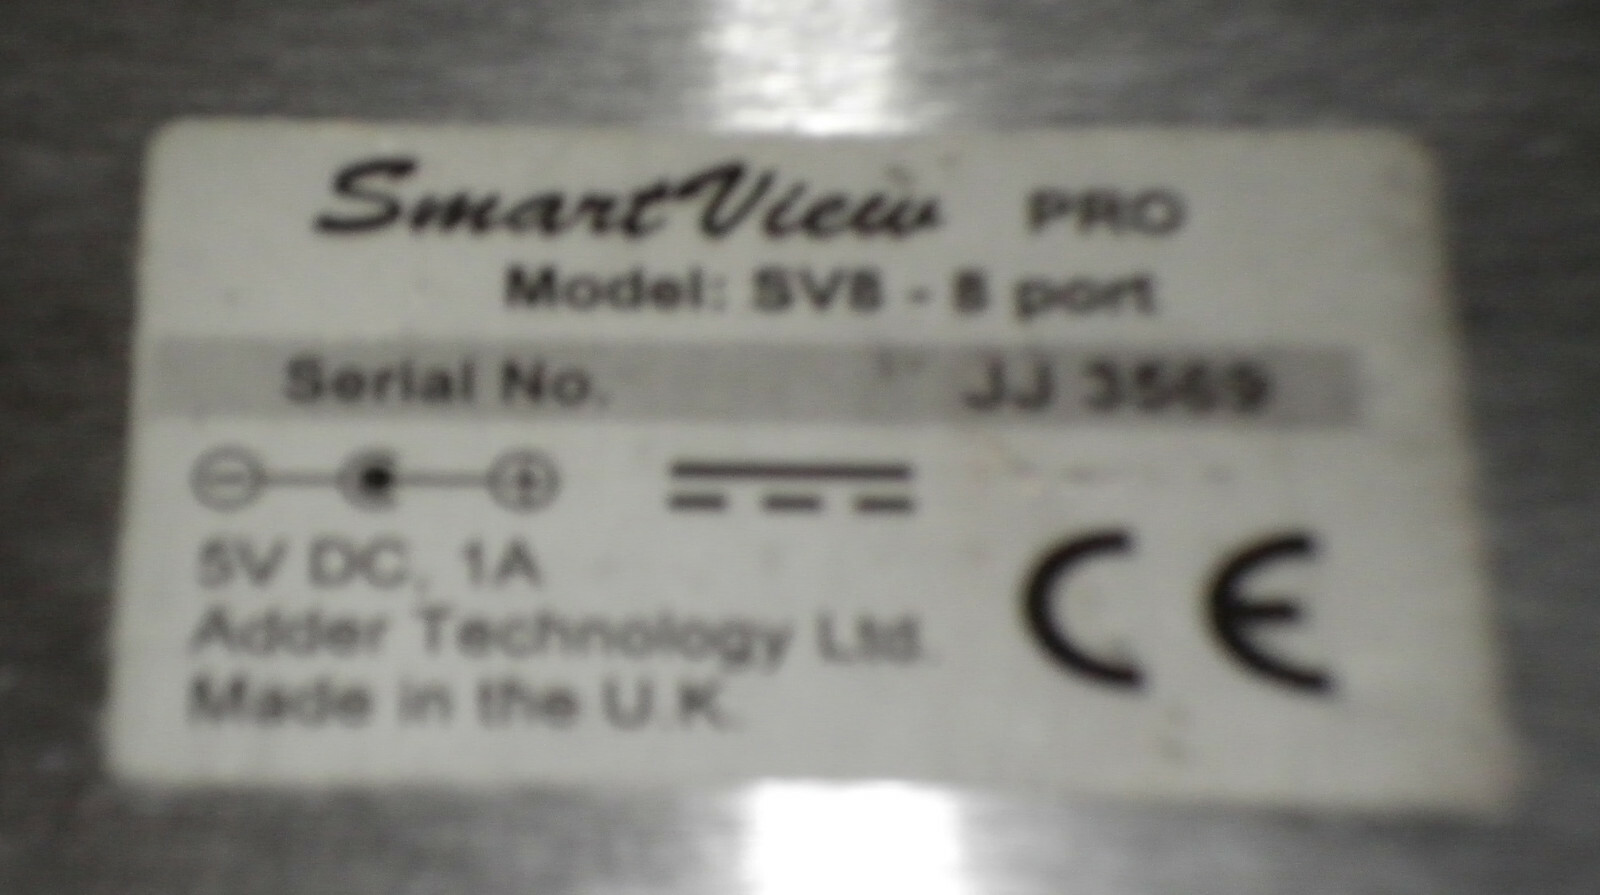 SmartView PRO
Model: SV8 - 8 port
Serial No. JJ 3569
5V DC, 1A
Adder Technology Ltd.
Made in the U.K.
CE